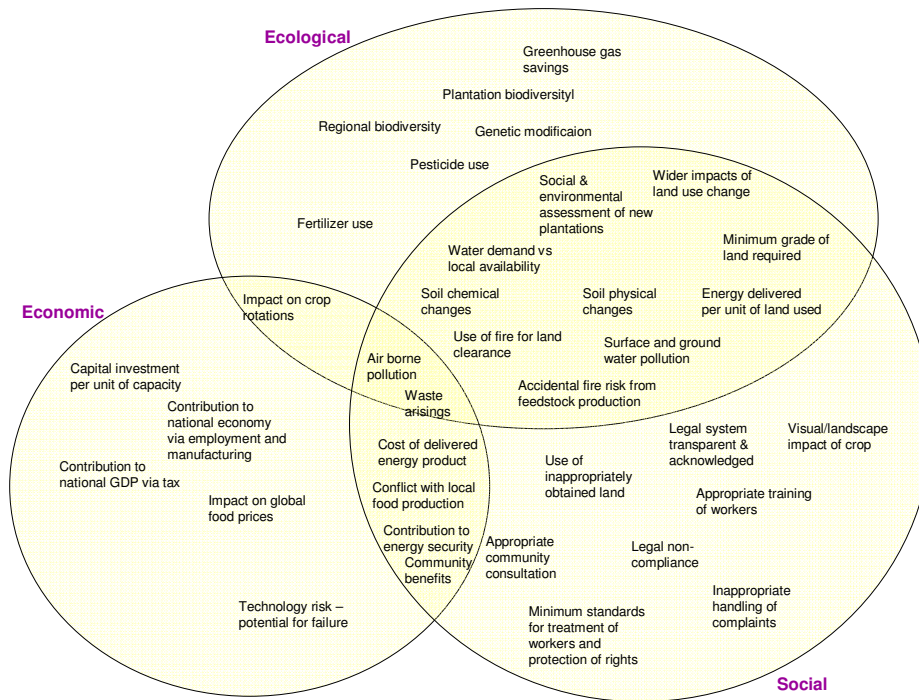 Ecological
Greenhouse gas
savings
Plantation biodiversityl
Regional biodiversity
Genetic modificaion
Pesticide use
Fertilizer use
Social &
environmental
assessment of new
plantations
Wider impacts of
land use change
Minimum grade of
land required
Water demand vs
local availability
Soil chemical
changes
Soil physical
changes
Energy delivered
per unit of land used
Use of fire for land
clearance
Surface and ground
water pollution
Accidental fire risk from
feedstock production
Economic
Impact on crop
rotations
Air borne
pollution
Waste
arisings
Capital investment
per unit of capacity
Contribution to
national economy
via employment and
manufacturing
Contribution to
national GDP via tax
Impact on global
food prices
Technology risk –
potential for failure
Cost of delivered
energy product
Conflict with local
food production
Contribution to
energy security
Community
benefits
Use of
inappropriately
obtained land
Legal system
transparent &
acknowledged
Visual/landscape
impact of crop
Appropriate training
of workers
Appropriate
community
consultation
Legal non-
compliance
Inappropriate
handling of
complaints
Minimum standards
for treatment of
workers and
protection of rights
Social